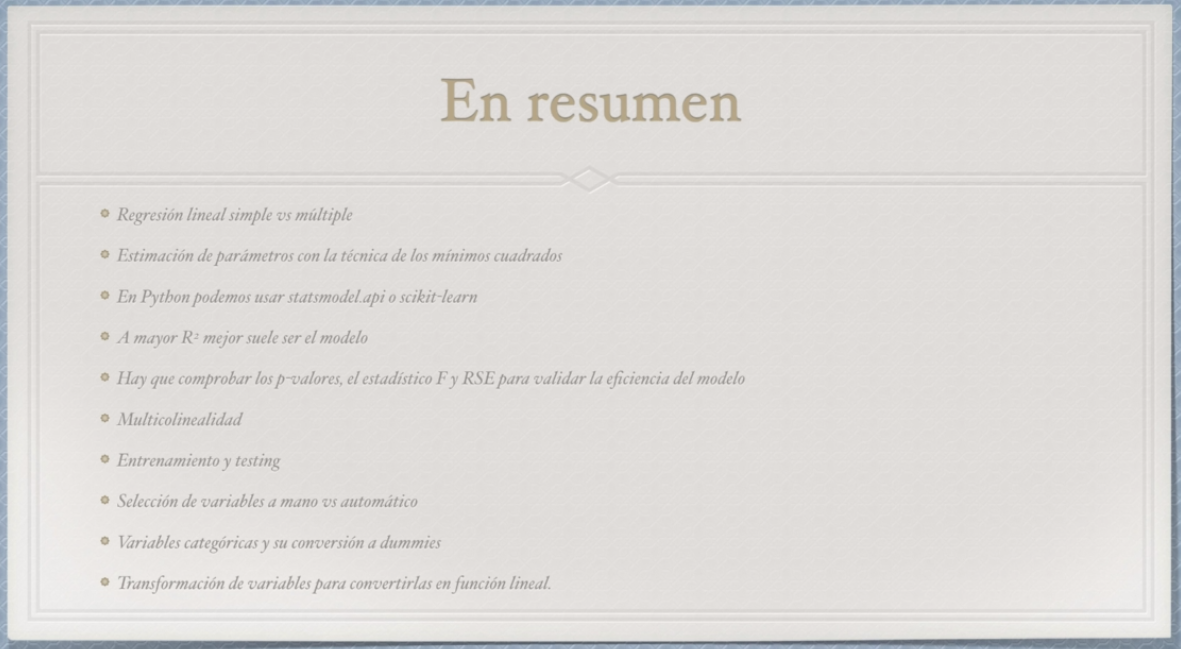 En resumen
Regresión lineal simple vs múltiple
Estimación de parámetros con la técnica de los mínimos cuadrados
En Python podemos usar statsmodel.api o scikit-learn
A mayor R² mejor suele ser el modelo
Hay que comprobar los p-valores, el estadístico F y RSE para validar la eficiencia del modelo
Multicolinealidad
Entrenamiento y testing
Selección de variables a mano vs automático
Variables categóricas y su conversión a dummies
Transformación de variables para convertirlas en función lineal.